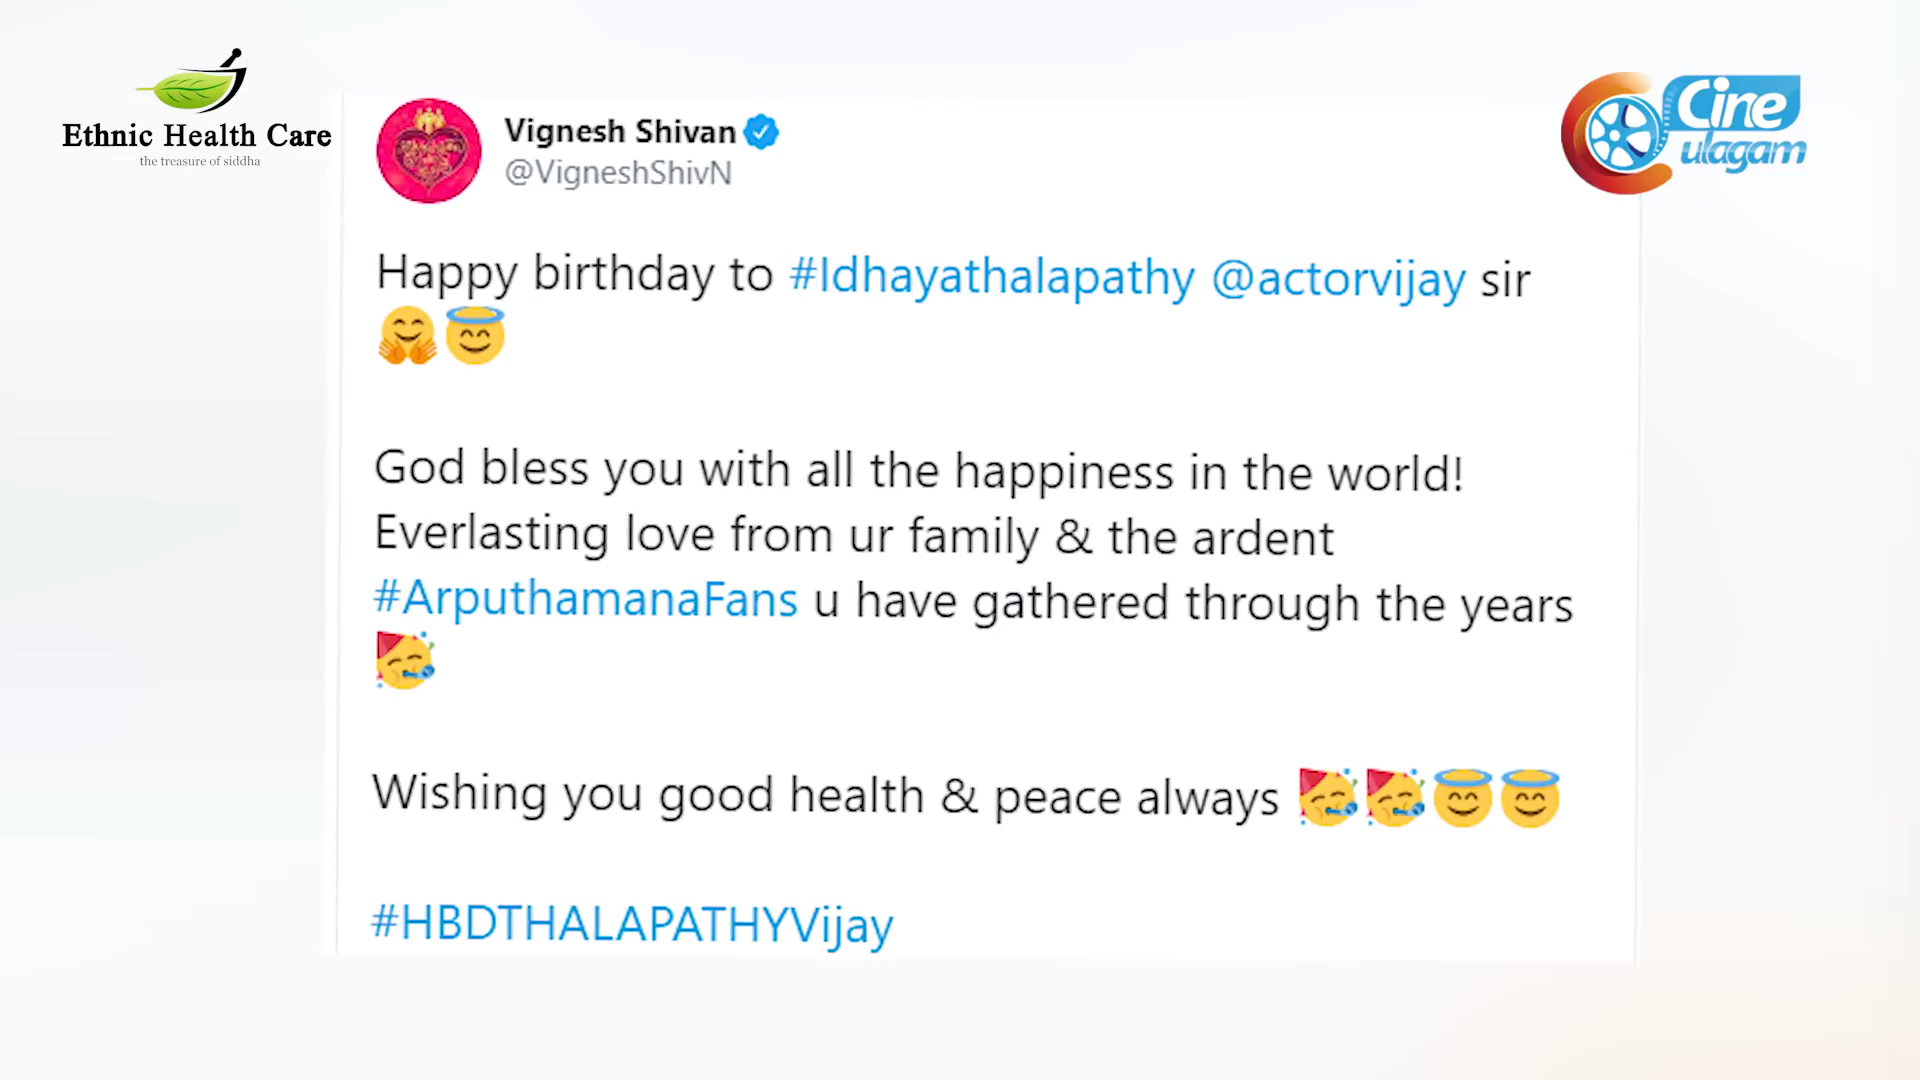 Ethnic Health Care
the treasure of siddha
Cine
ulagam
Vignesh Shivan
@VigneshShivN
Happy birthday to #Idhayathalapathy @actorvijay sir
🤗😇
God bless you with all the happiness in the world!
Everlasting love from ur family & the ardent
#ArputhamanaFans u have gathered through the years
🥳
Wishing you good health & peace always 🥳🥳😇😇
#HBDTHALAPATHYVijay